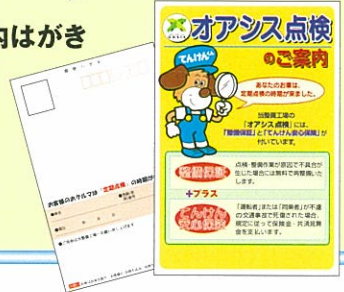 内はがき
オアシス点検
のご案内
てんけんくん
あなたのお車は、
定期点検の時期が来ました。
当整備工場の
「オアシス点検」には、
「整備保証」と「てんけん安心保険」が
付いています。
整備保証
点検・整備作業が原因で不具合が
生じた場合には無料で再整備いた
します。
+プラス
てんけん
安心保険
「運転者」または「同乗者」が不慮
の交通事故で死傷された場合、
規定に従って保険金・共済見舞
金を支払います。
郵便はがき
お客様のおクルマは「定期点検」の時期が